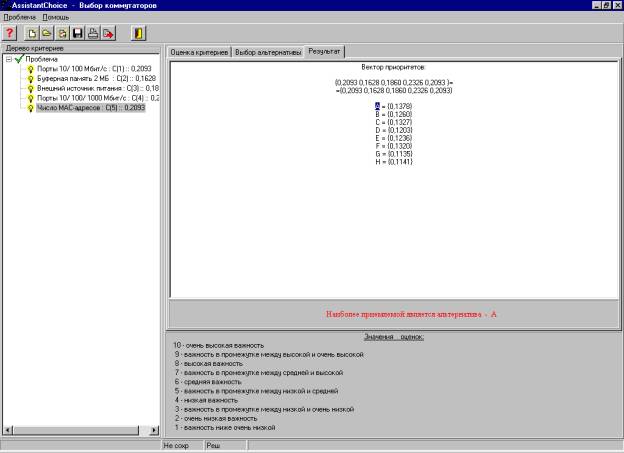 AssistantChoice - Выбор коммутаторов
Проблема Помощь
Дерево критериев
Проблема
Порты 10/ 100 Мбит/с : C(1) :: 0,2093
Буферная память 2 МБ : C(2) :: 0,1628
Внешний источник питания : C(3) :: 0,18
Порты 10/ 100/ 1000 Мбит/с : C(4) :: 0,2
Число MAC-адресов : C(5) :: 0,2093
Оценка критериев Выбор альтернативы Результат
Вектор приоритетов:
{0,2093 0,1628 0,1860 0,2326 0,2093 }=
={0,2093 0,1628 0,1860 0,2326 0,2093}
A = {0,1378}
B = {0,1260}
C = {0,1327}
D = {0,1203}
E = {0,1236}
F = {0,1320}
G = {0,1135}
H = {0,1141}
Наиболее приемлемой является альтернатива - A
Значения оценок:
10 - очень высокая важность
9 - важность в промежутке между высокой и очень высокой
8 - высокая важность
7 - важность в промежутке между средней и высокой
6 - средняя важность
5 - важность в промежутке между низкой и средней
4 - низкая важность
3 - важность в промежутке между низкой и очень низкой
2 - очень низкая важность
1 - важность ниже очень низкой
Не сохр Реш